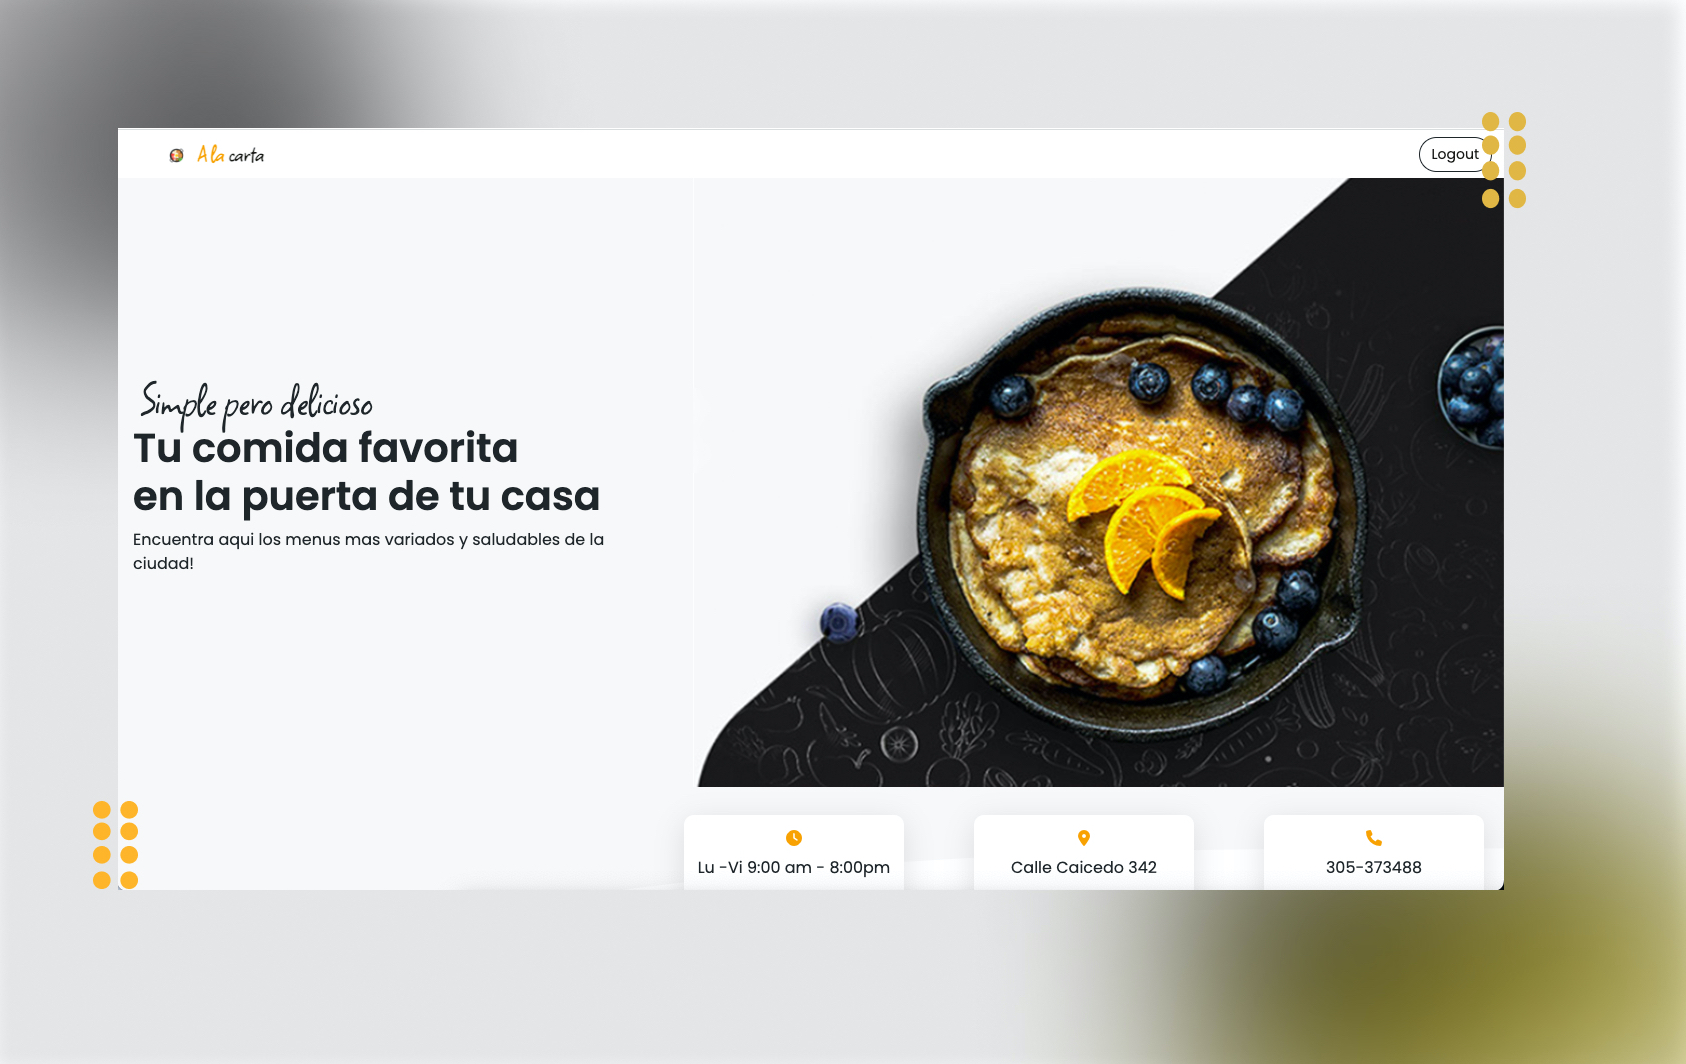 A la carta
Logout
Simple pero delicioso
Tu comida favorita
en la puerta de tu casa
Encuentra aqui los menus mas variados y saludables de la
ciudad!
Lu -Vi 9:00 am - 8:00pm
Calle Caicedo 342
305-373488